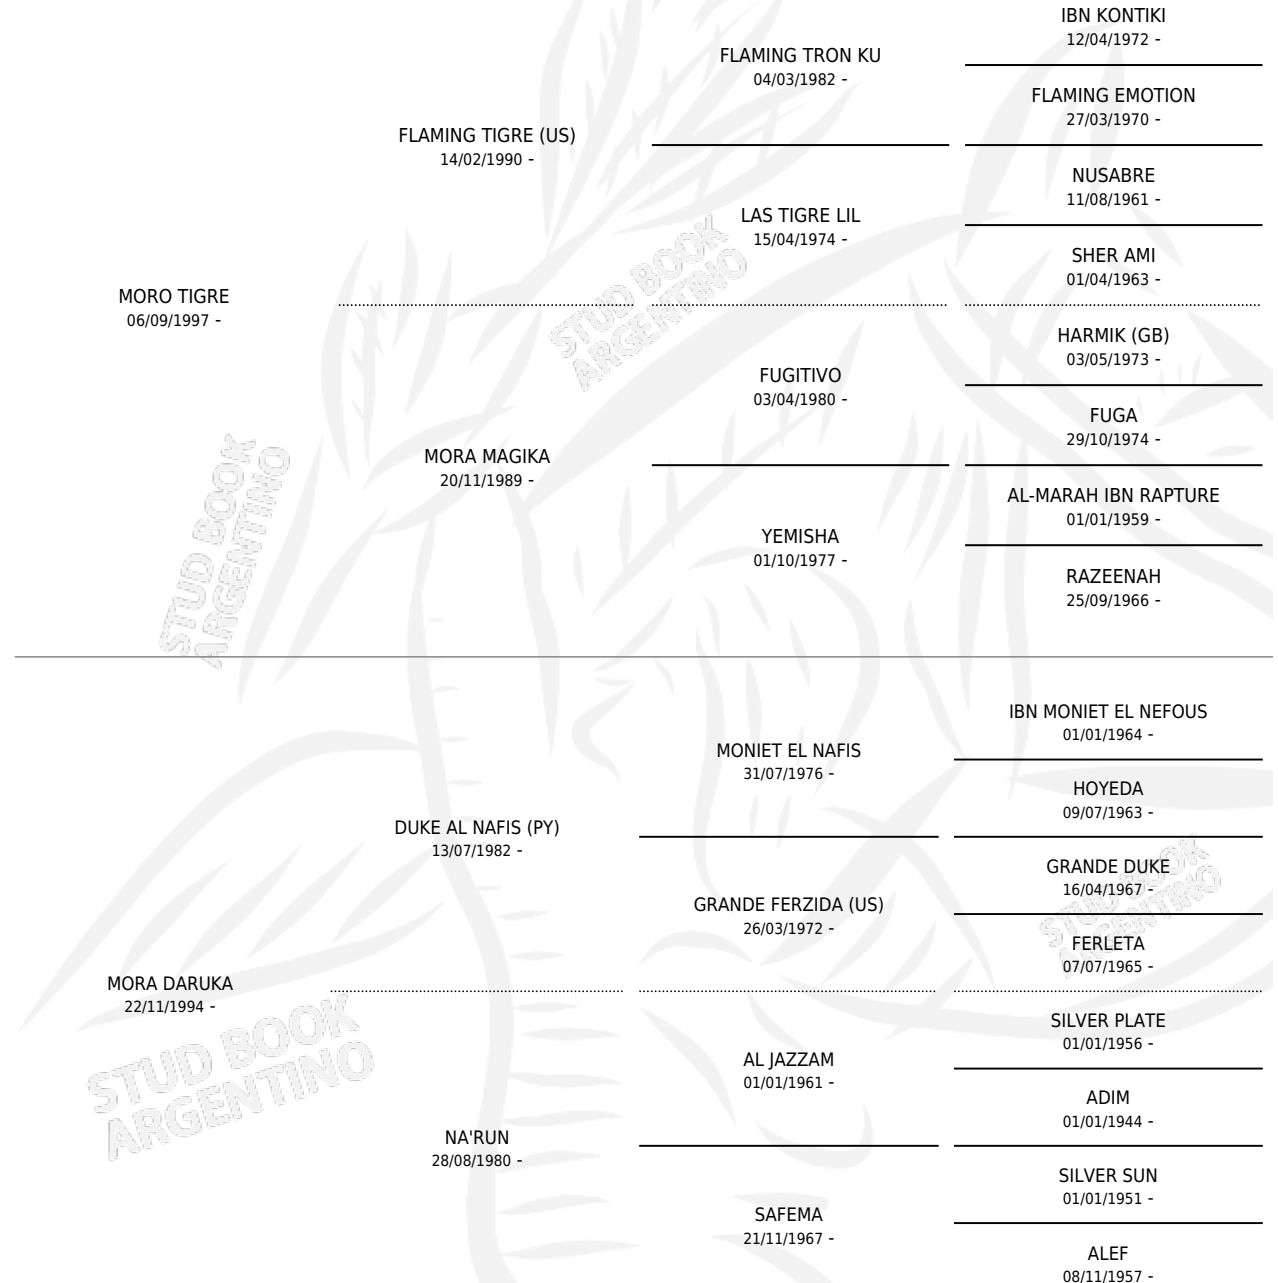 IBN KONTIKI
12/04/1972 -
FLAMING TRON KU
04/03/1982 -
FLAMING EMOTION
27/03/1970 -
FLAMING TIGRE (US)
14/02/1990 -
NUSABRE
11/08/1961 -
LAS TIGRE LIL
15/04/1974 -
SHER AMI
01/04/1963 -
MORO TIGRE
06/09/1997 -
STUD BOOK
ARGENTINO
HARMIK (GB)
03/05/1973 -
FUGITIVO
03/04/1980 -
FUGA
29/10/1974 -
MORA MAGIKA
20/11/1989 -
AL-MARAH IBN RAPTURE
01/01/1959 -
YEMISHA
01/10/1977 -
RAZEENAH
25/09/1966 -
STUD BOOK
ARGENTINO
IBN MONIET EL NEFOUS
01/01/1964 -
MONIET EL NAFIS
31/07/1976 -
HOYEDA
09/07/1963 -
DUKE AL NAFIS (PY)
13/07/1982 -
GRANDE DUKE
16/04/1967 -
GRANDE FERZIDA (US)
26/03/1972 -
FERLETA
07/07/1965 -
STUD BOOK
ARGENTINO
MORA DARUKA
22/11/1994 -
SILVER PLATE
01/01/1956 -
AL JAZZAM
01/01/1961 -
ADIM
01/01/1944 -
STUD BOOK
ARGENTINO
NA'RUN
28/08/1980 -
SILVER SUN
01/01/1951 -
SAFEMA
21/11/1967 -
ALEF
08/11/1957 -